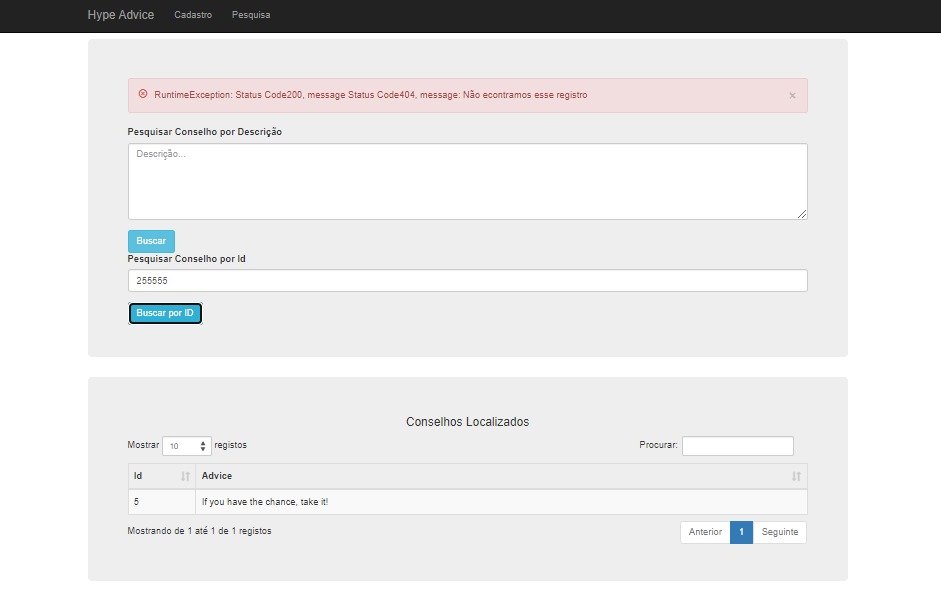 Hype Advice Cadastro Pesquisa
RuntimeException: Status Code200, message Status Code404, message: Não econtramos esse registro ×
Pesquisar Conselho por Descrição
Descrição...
Buscar
Pesquisar Conselho por Id
255555
Buscar por ID
Conselhos Localizados
Mostrar 10 registos Procurar:
Id Advice
5 If you have the chance, take it!
Mostrando de 1 até 1 de 1 registos Anterior 1 Seguinte